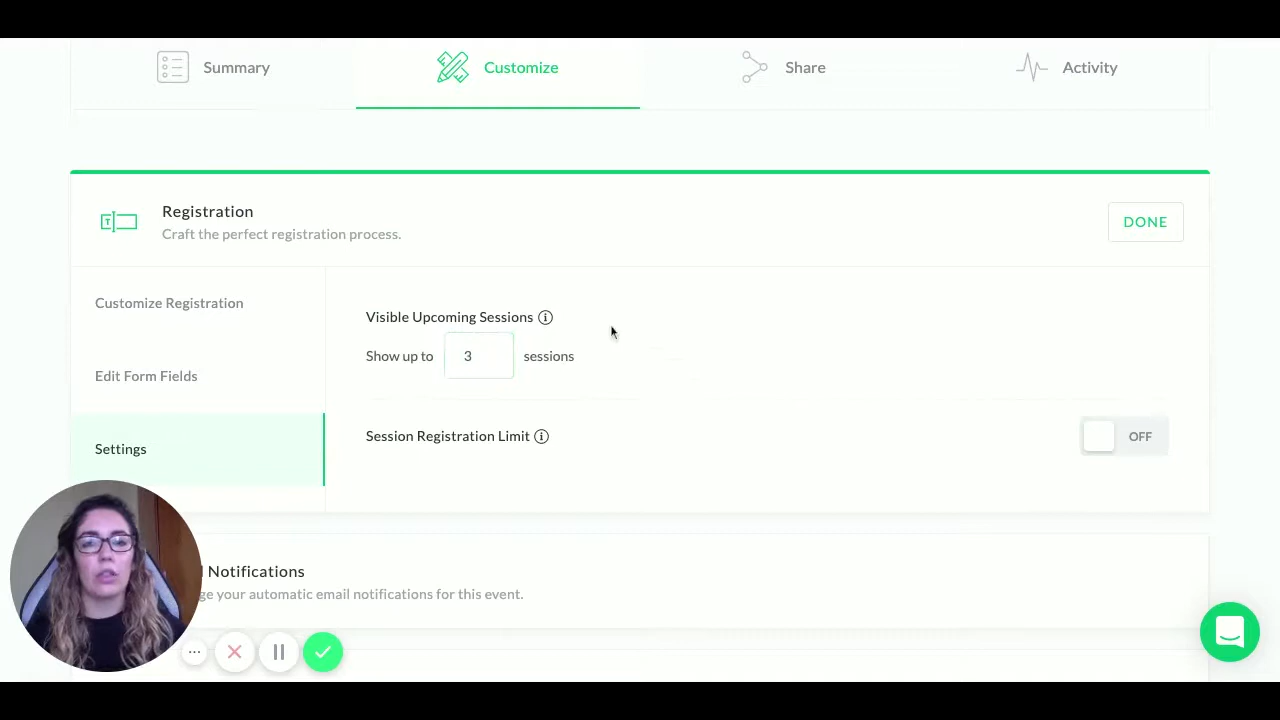 Summary
Customize
Share
Activity
Registration
Craft the perfect registration process.
DONE
Customize Registration
Visible Upcoming Sessions
Show up to 3 sessions
Edit Form Fields
Session Registration Limit
OFF
Settings
Notifications
your automatic email notifications for this event.